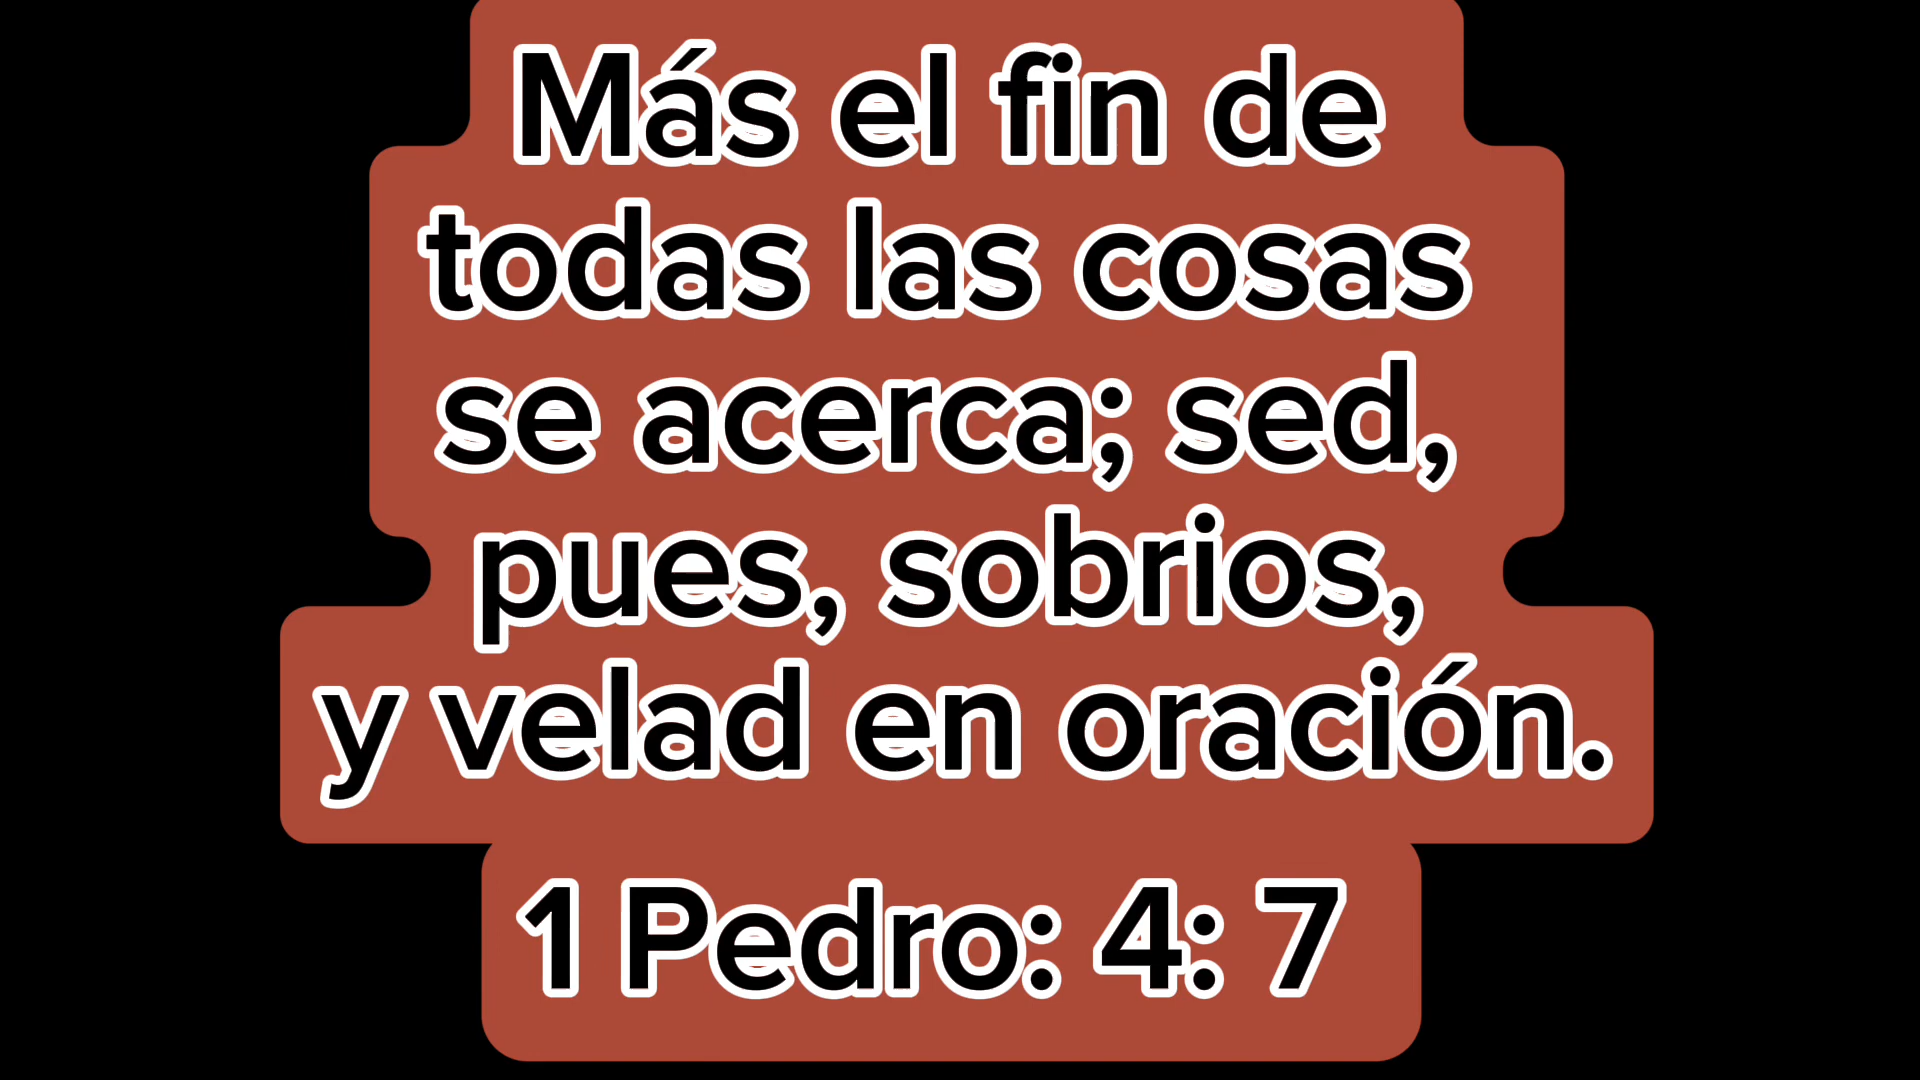 Más el fin de
todas las cosas
se acerca; sed,
pues, sobrios,
y velad en oración.
1 Pedro: 4: 7